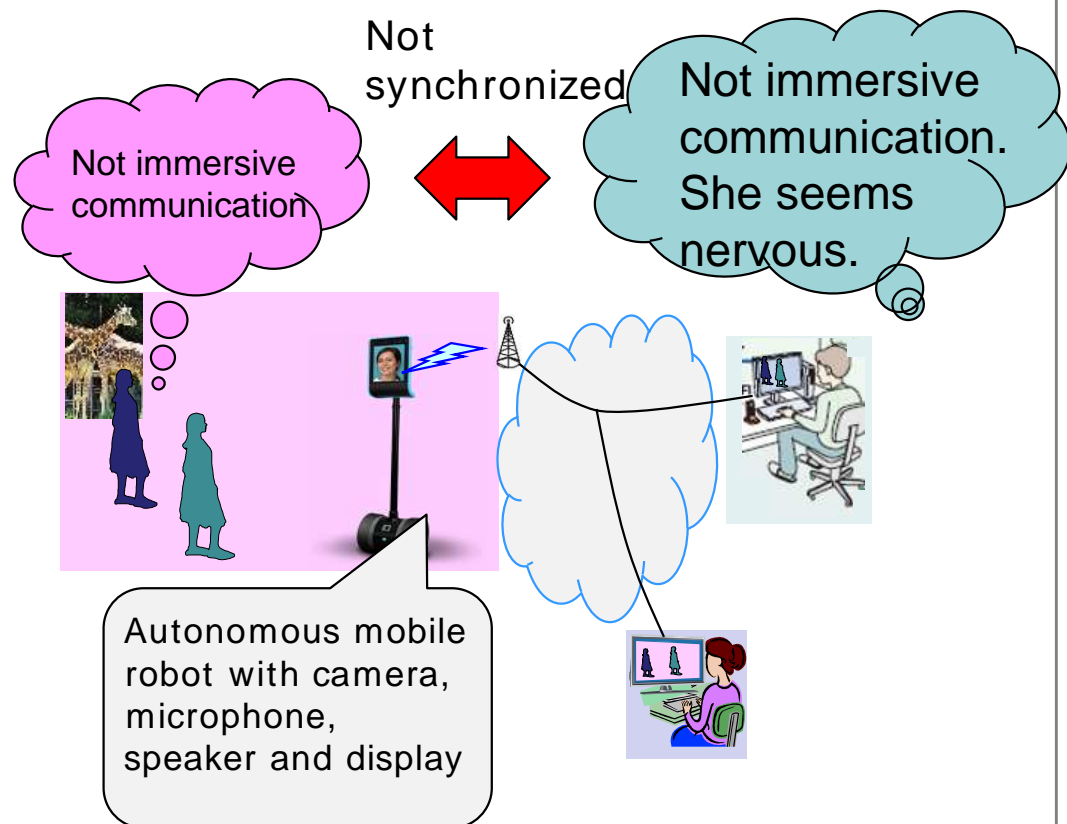 Not
synchronized
Not immersive
communication
Not immersive
communication.
She seems
nervous.
Autonomous mobile
robot with camera,
microphone,
speaker and display